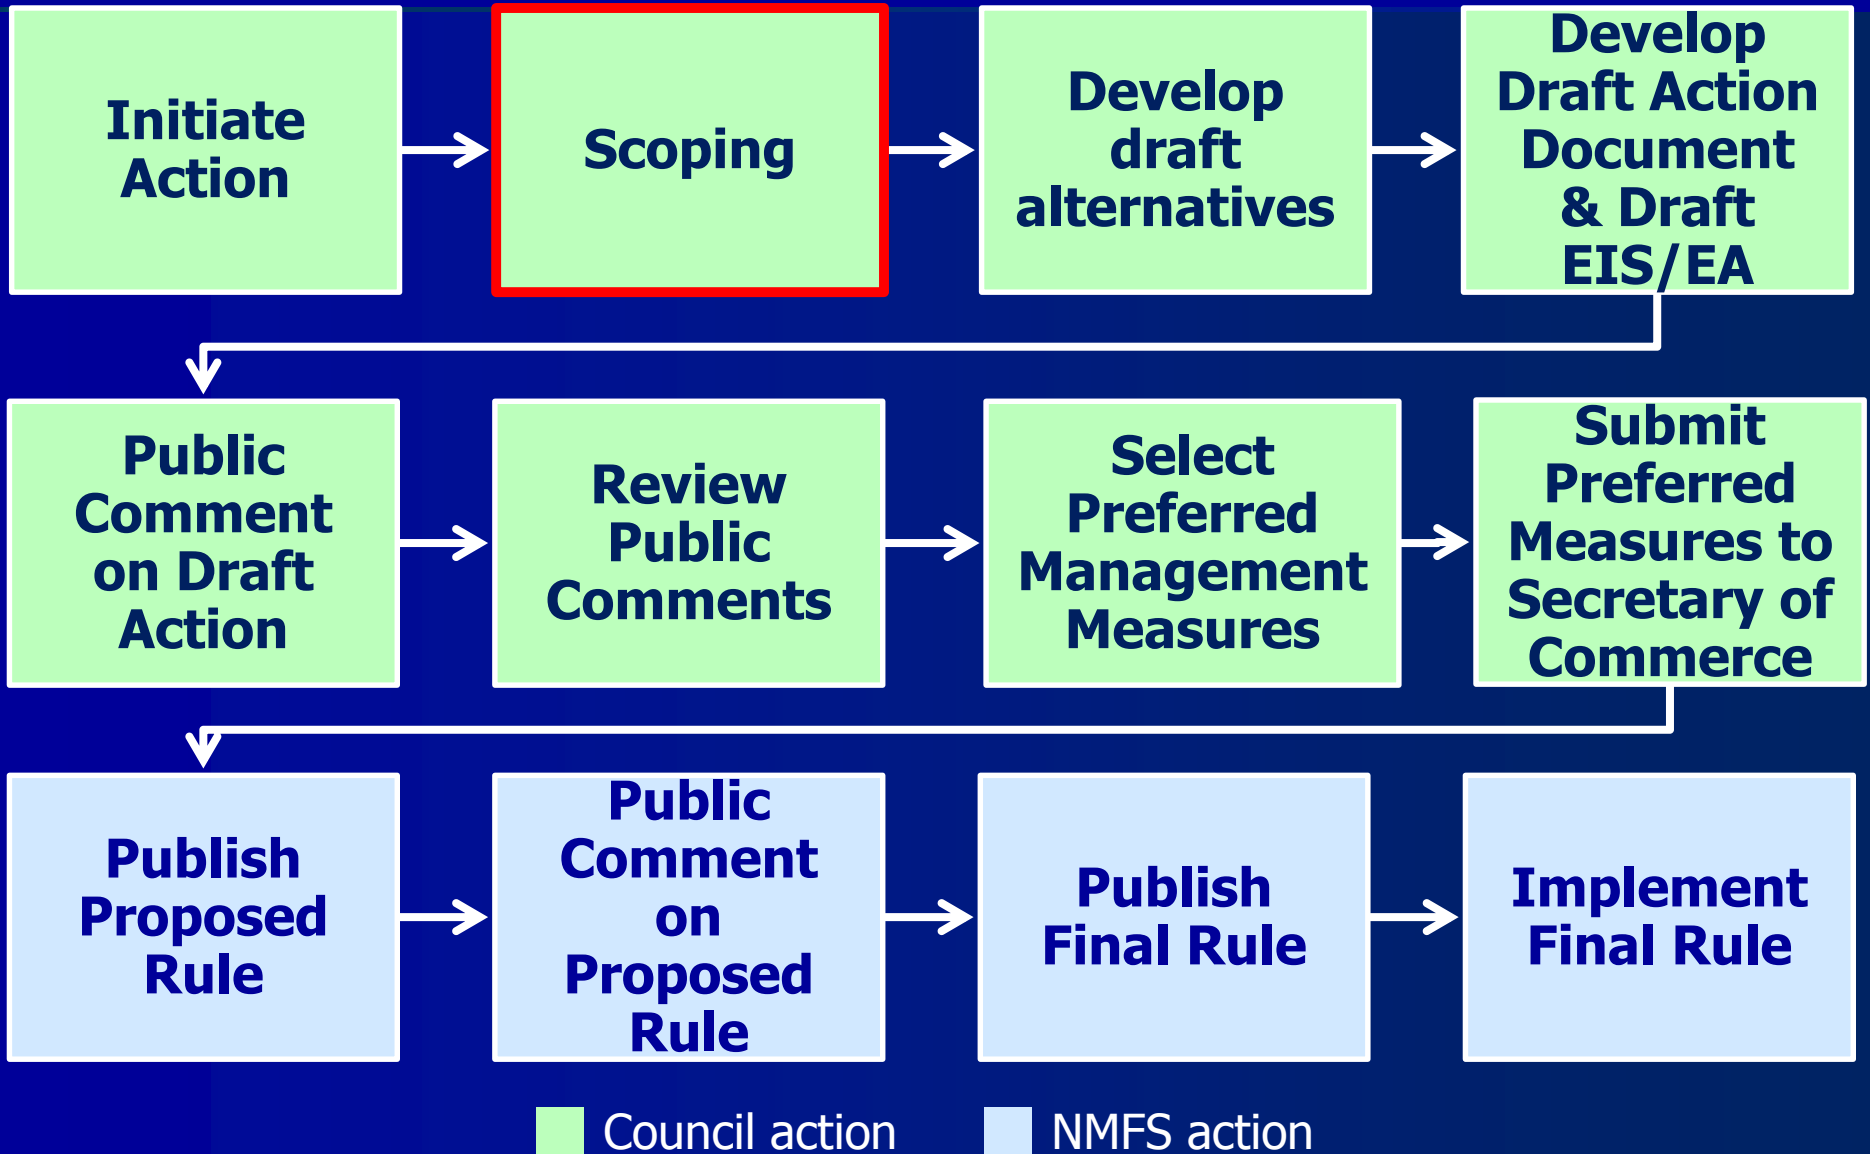 Initiate
Action
Scoping
Develop
draft
alternatives
Develop
Draft Action
Document
& Draft
EIS/EA
Public
Comment
on Draft
Action
Review
Public
Comments
Select
Preferred
Management
Measures
Submit
Preferred
Measures to
Secretary of
Commerce
Publish
Proposed
Rule
Public
Comment
on
Proposed
Rule
Publish
Final Rule
Implement
Final Rule
Council action
NMFS action